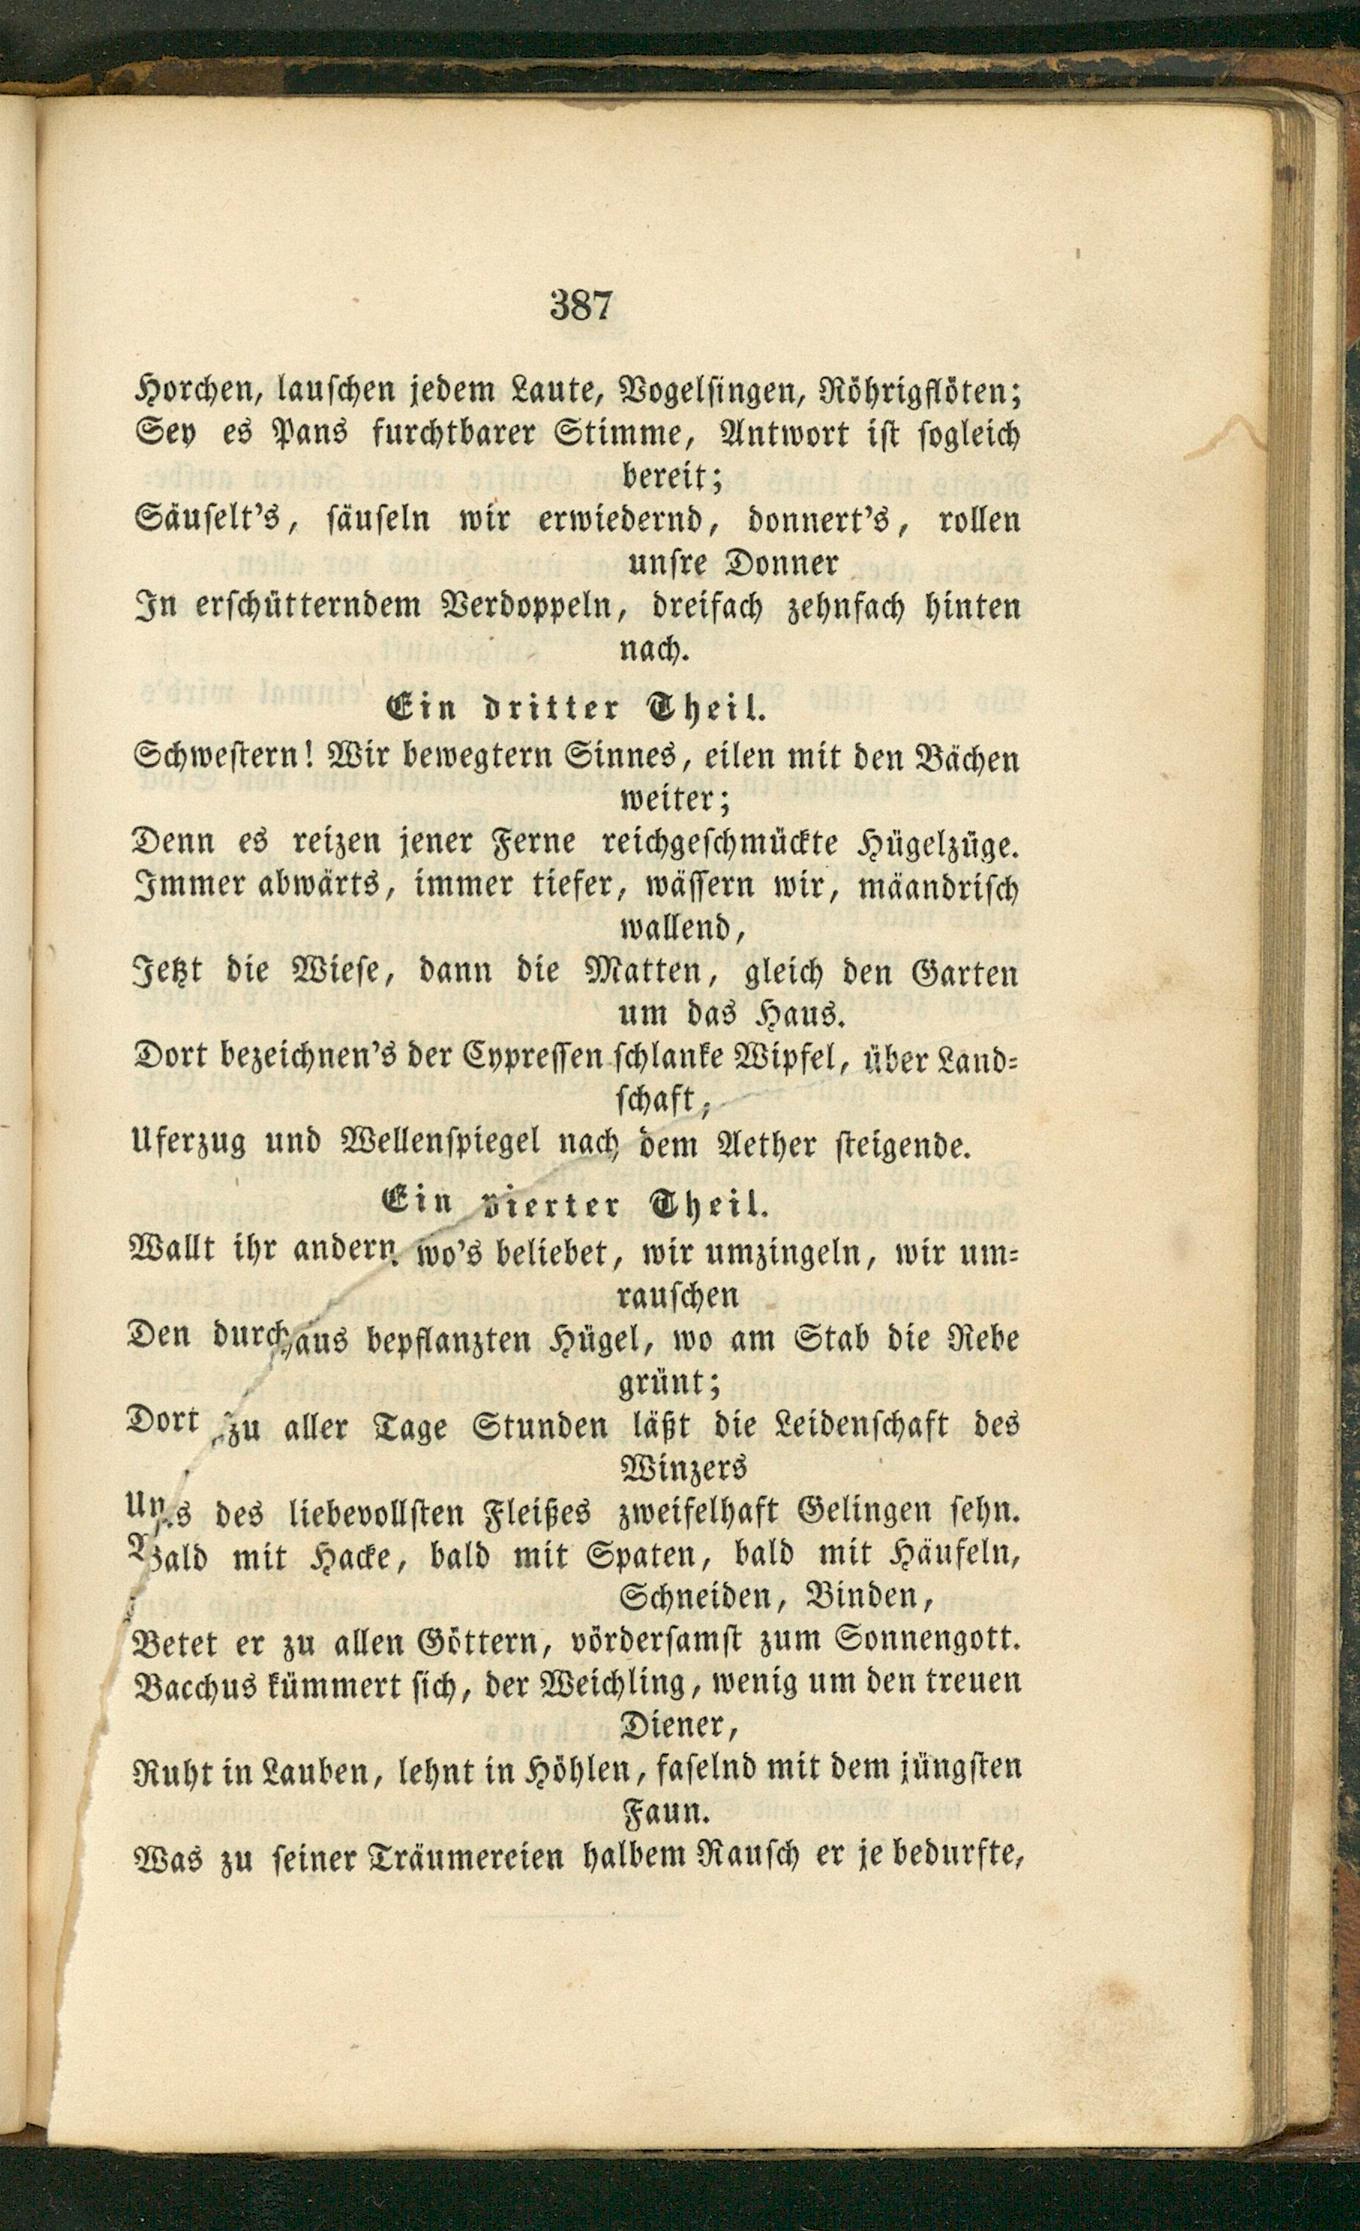 387
Horchen, lauschen jedem Laute, Vogelsingen, Röhrigflöten;
Sey es Pans furchtbarer Stimme, Antwort ist sogleich
bereit;
Säuselt's, säuseln wir erwiedernd, donnert's, rollen
unsre Donner
In erschütterndem Verdoppeln, dreifach zehnfach hinten
nach.
Ein dritter Theil.
Schwestern! Wir bewegtern Sinnes, eilen mit den Bächen
weiter;
Denn es reizen jener Ferne reichgeschmückte Hügelzüge.
Immer abwärts, immer tiefer, wässern wir, mäandrisch
wallend,
Jetzt die Wiese, dann die Matten, gleich den Garten
um das Haus.
Dort bezeichnen's der Cypressen schlanke Wipfel, über Land-
schaft,
Uferzug und Wellenspiegel nach dem Aether steigende.
Ein vierter Theil.
Wallt ihr andern, wo's beliebet, wir umzingeln, wir um-
rauschen
Den durchaus bepflanzten Hügel, wo am Stab die Rebe
grünt;
Dort zu aller Tage Stunden läßt die Leidenschaft des
Winzers
Uns des liebevollsten Fleißes zweifelhaft Gelingen sehn.
Bald mit Hacke, bald mit Spaten, bald mit Häufeln,
Schneiden, Binden,
Betet er zu allen Göttern, vördersamst zum Sonnengott.
Bacchus kümmert sich, der Weichling, wenig um den treuen
Diener,
Ruht in Lauben, lehnt in Höhlen, faselnd mit dem jüngsten
Faun.
Was zu seiner Träumereien halbem Rausch er je bedurfte,